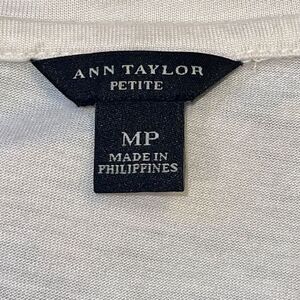 ANN TAYLOR
PETITE
MP
MADE IN
PHILIPPINES